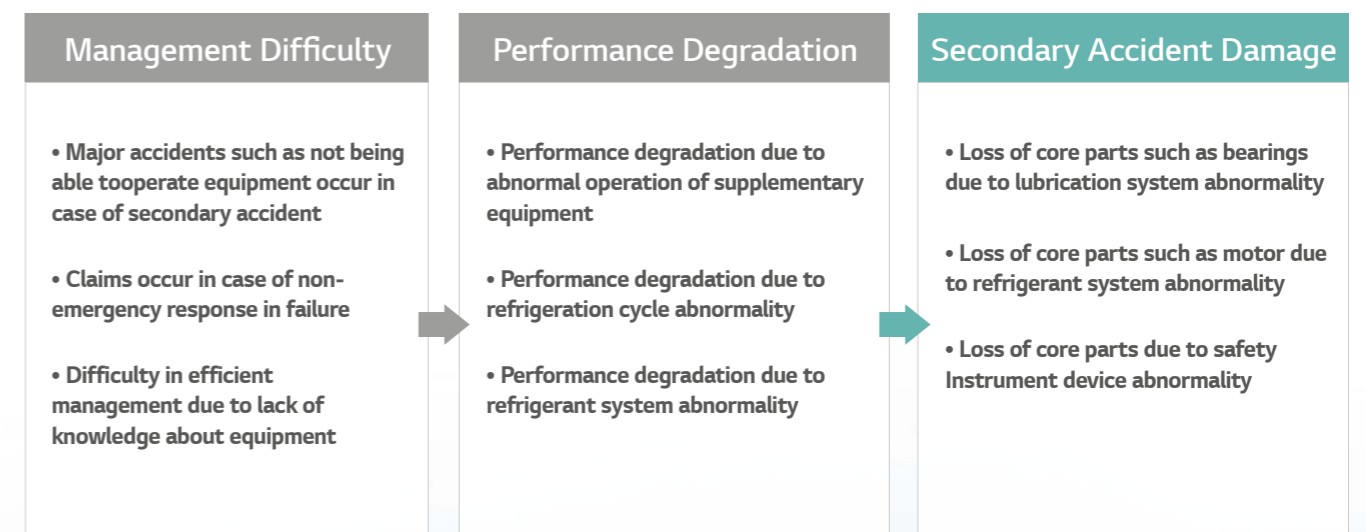 Management Difficulty
• Major accidents such as not being
able tooperate equipment occur in
case of secondary accident
• Claims occur in case of non-
emergency response in failure
• Difficulty in efficient
management due to lack of
knowledge about equipment
Performance Degradation
• Performance degradation due to
abnormal operation of supplementary
equipment
• Performance degradation due to
refrigeration cycle abnormality
• Performance degradation due to
refrigerant system abnormality
Secondary Accident Damage
• Loss of core parts such as bearings
due to lubrication system abnormality
• Loss of core parts such as motor due
to refrigerant system abnormality
• Loss of core parts due to safety
Instrument device abnormality